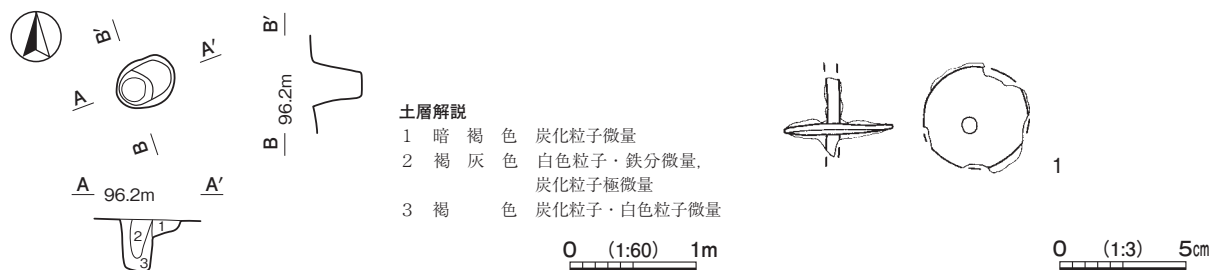 B′
A′
A
B
B′
96.2m
B
A 96.2m A′
2
1
3
土層解説
1 暗褐色 炭化粒子微量
2 褐灰色 白色粒子・鉄分微量,
炭化粒子極微量
3 褐色 炭化粒子・白色粒子微量
0 (1:60) 1m
1
0 (1:3) 5cm